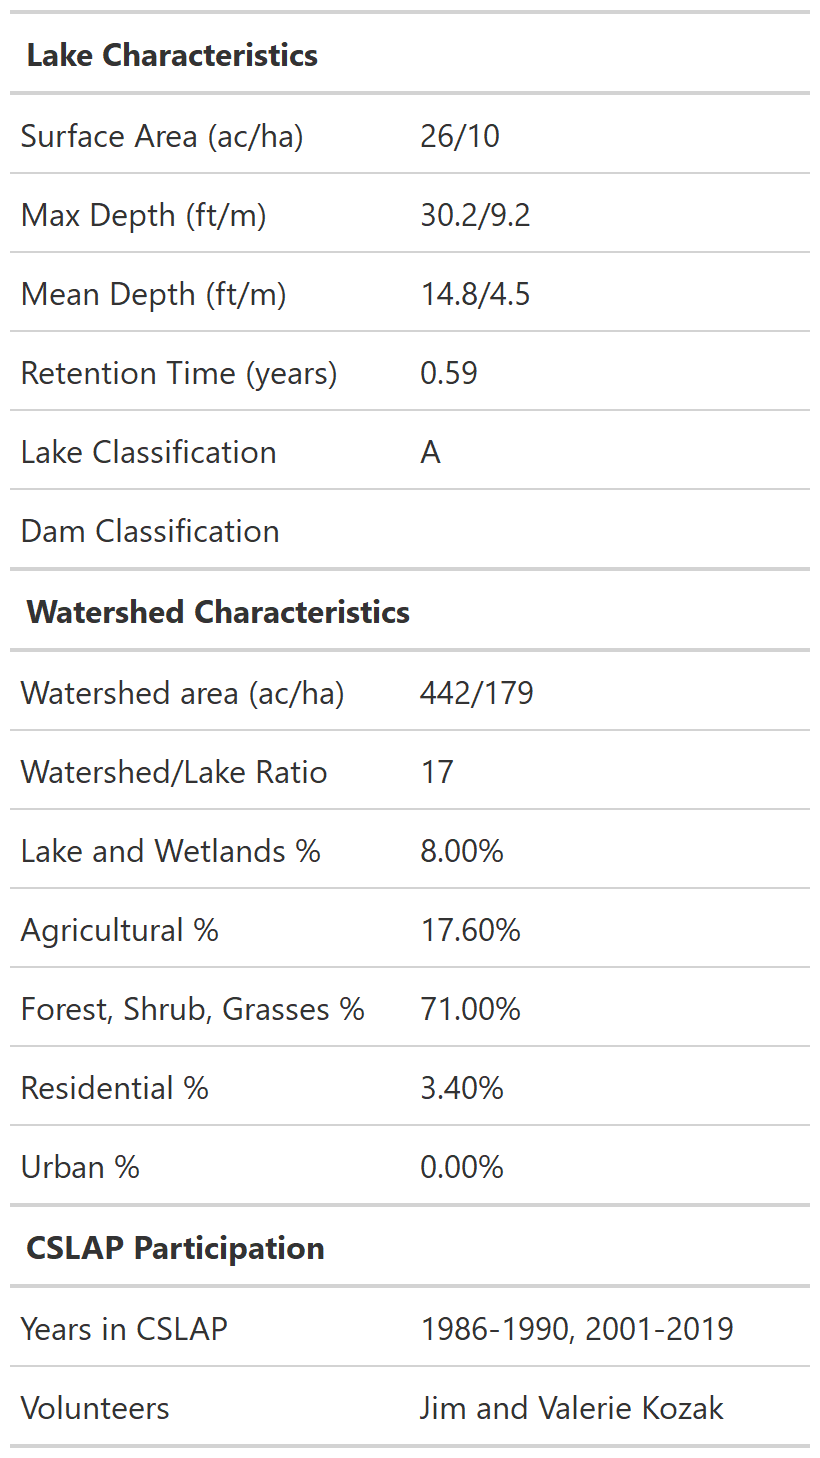 Lake Characteristics
Surface Area (ac/ha) 26/10
Max Depth (ft/m) 30.2/9.2
Mean Depth (ft/m) 14.8/4.5
Retention Time (years) 0.59
Lake Classification A
Dam Classification
Watershed Characteristics
Watershed area (ac/ha) 442/179
Watershed/Lake Ratio 17
Lake and Wetlands % 8.00%
Agricultural % 17.60%
Forest, Shrub, Grasses % 71.00%
Residential % 3.40%
Urban % 0.00%
CSLAP Participation
Years in CSLAP 1986-1990, 2001-2019
Volunteers Jim and Valerie Kozak